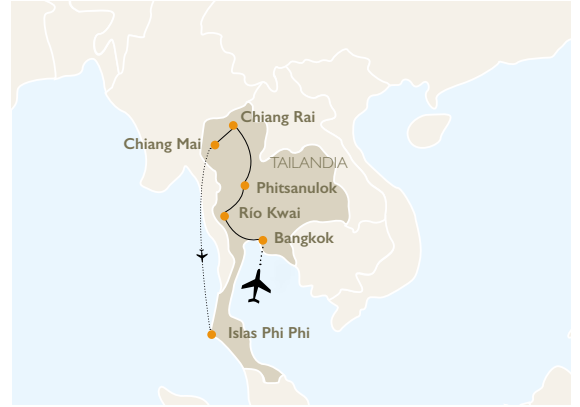 Chiang Rai
Chiang Mai
TAILANDIA
Phitsanulok
Río Kwai
Bangkok
Islas Phi Phi